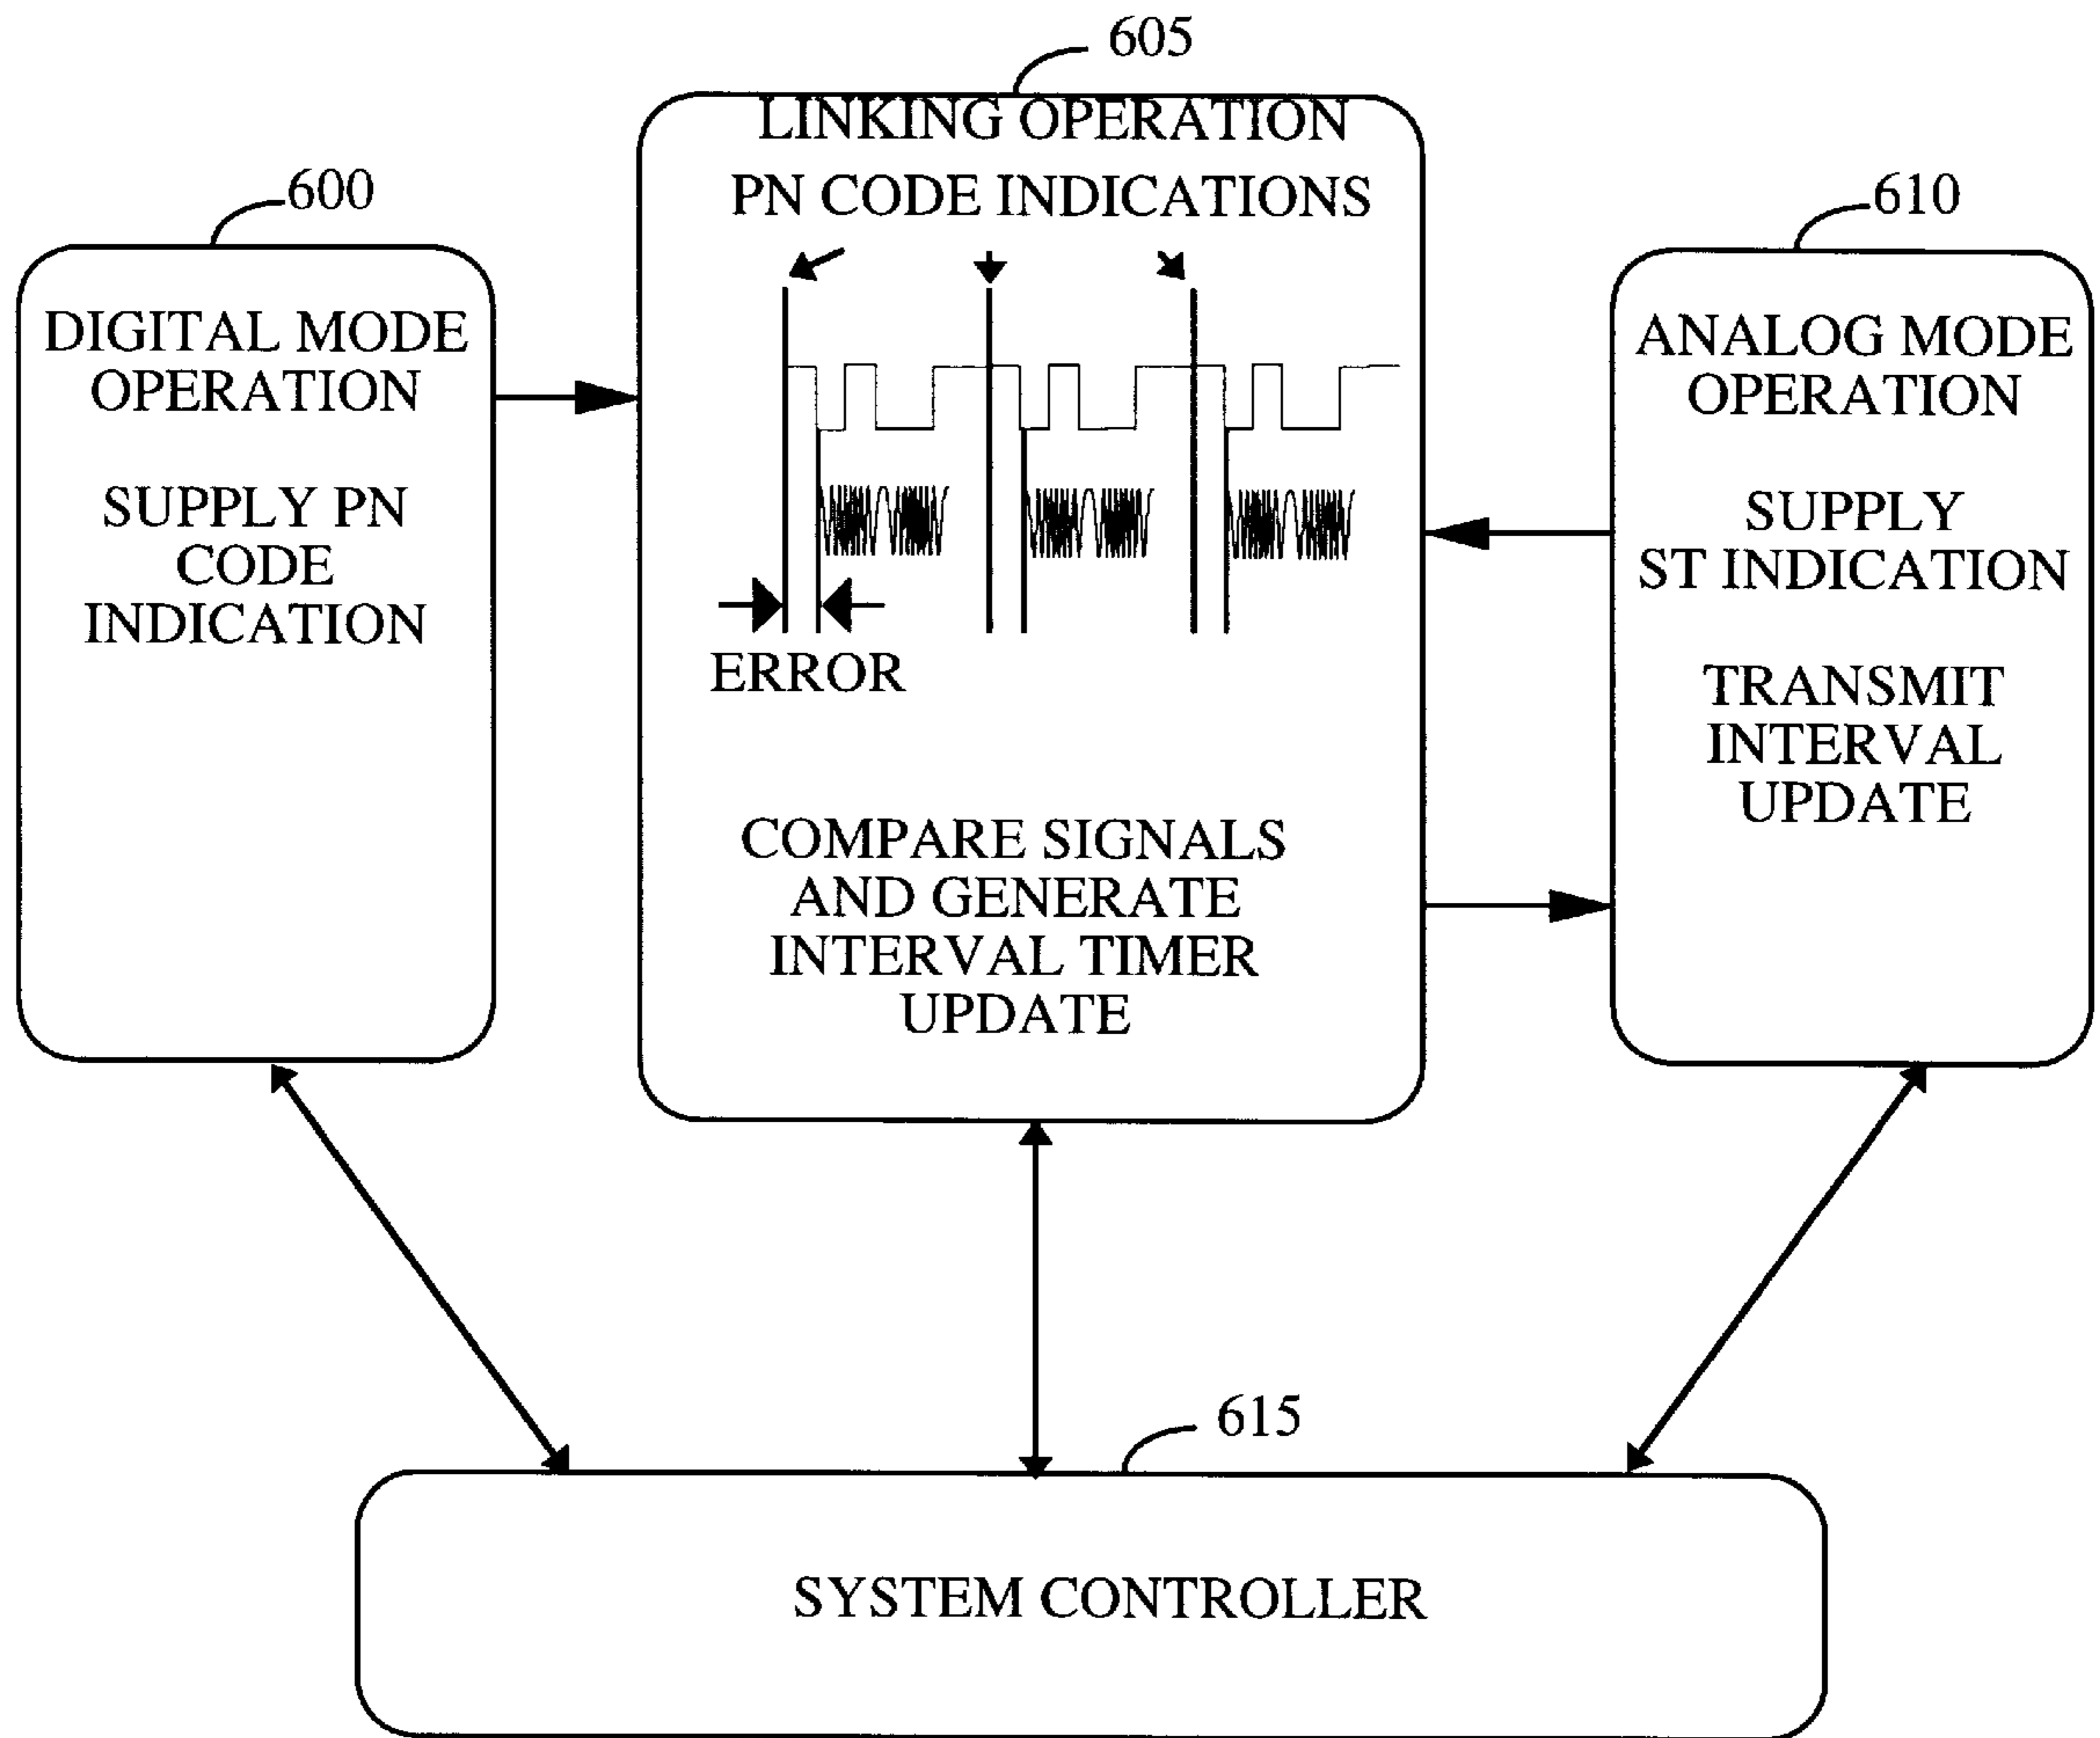 605
LINKING OPERATION
PN CODE INDICATIONS
ERROR
COMPARE SIGNALS
AND GENERATE
INTERVAL TIMER
UPDATE
600
DIGITAL MODE
OPERATION
SUPPLY PN
CODE
INDICATION
610
ANALOG MODE
OPERATION
SUPPLY
ST INDICATION
TRANSMIT
INTERVAL
UPDATE
615
SYSTEM CONTROLLER